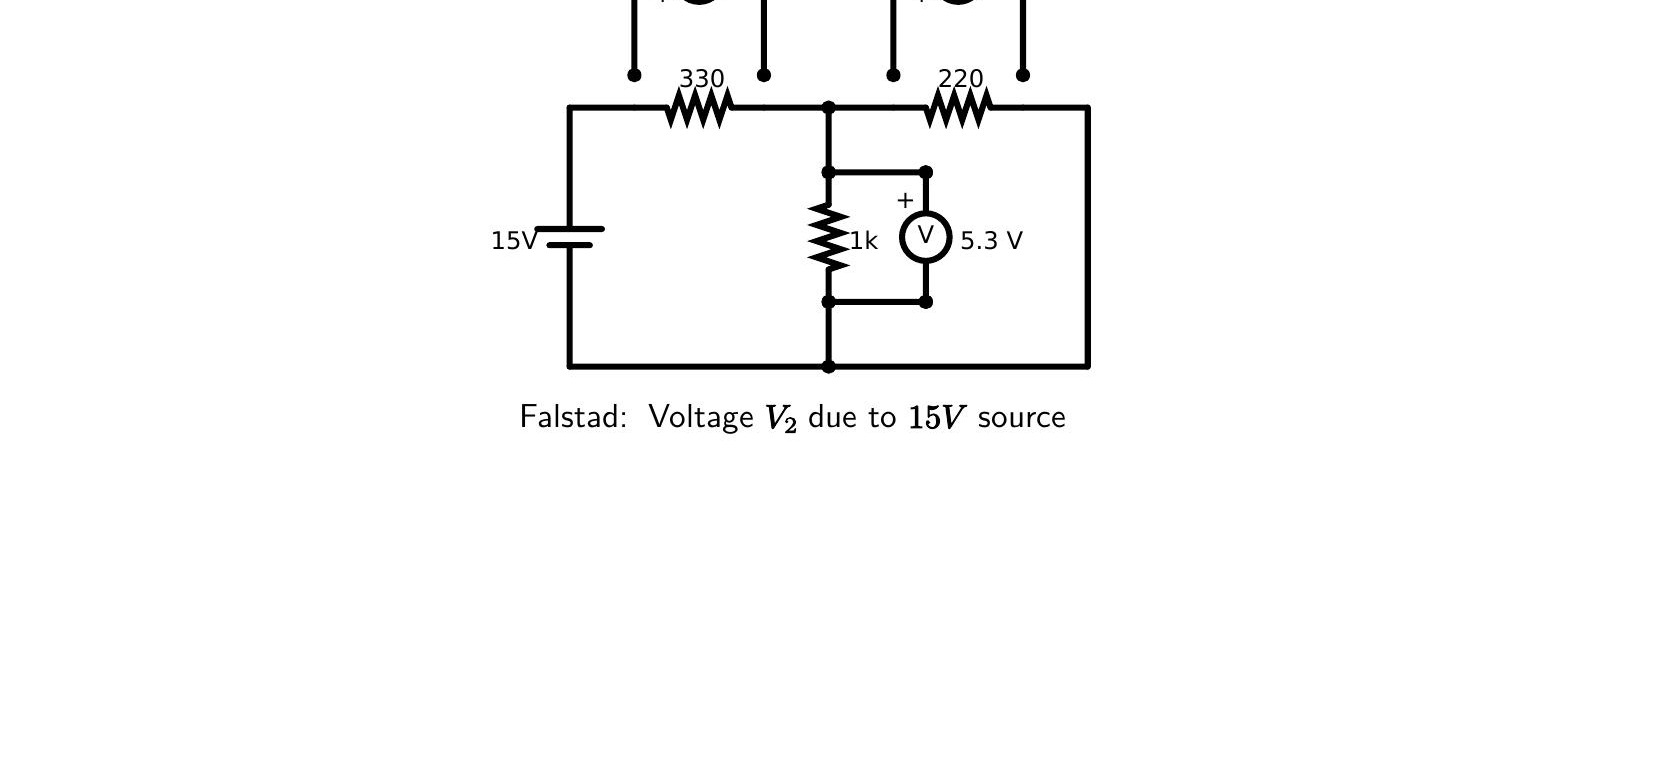 330 220
+
15V 1k V 5.3 V
Falstad: Voltage V₂ due to 15V source